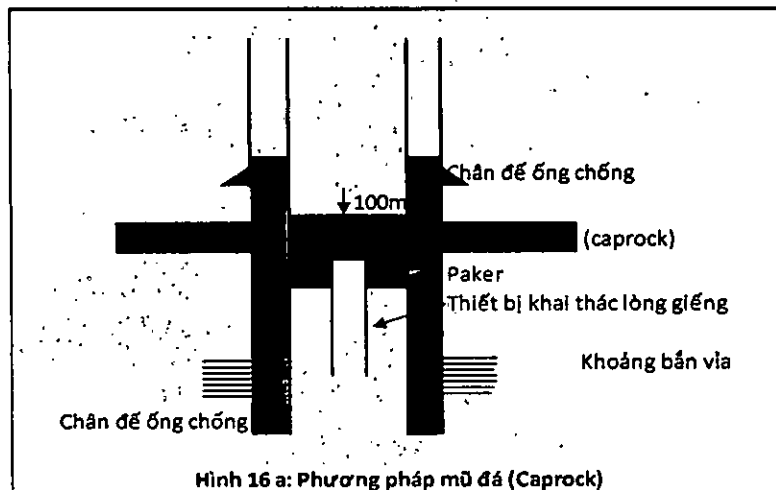 Chân đế ống chống
100m
(caprock)
Paker
Thiết bị khai thác lòng giếng
Khoảng bắn vỉa
Chân đế ống chống
Hình 16 a: Phương pháp mũ đá (Caprock)